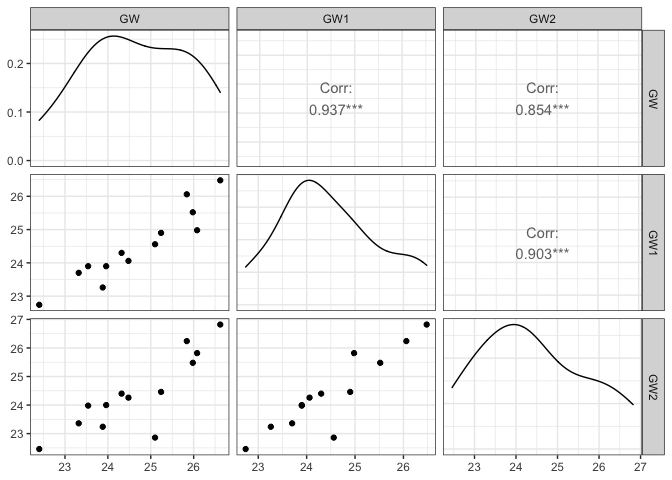 GW GW1 GW2
0.2
0.1
0.0
Corr:
0.937***
Corr:
0.854***
GW
26
25
24
23
Corr:
0.903***
GW1
27
26
25
24
23
GW2
23 24 25 26 23 24 25 26 23 24 25 26 27